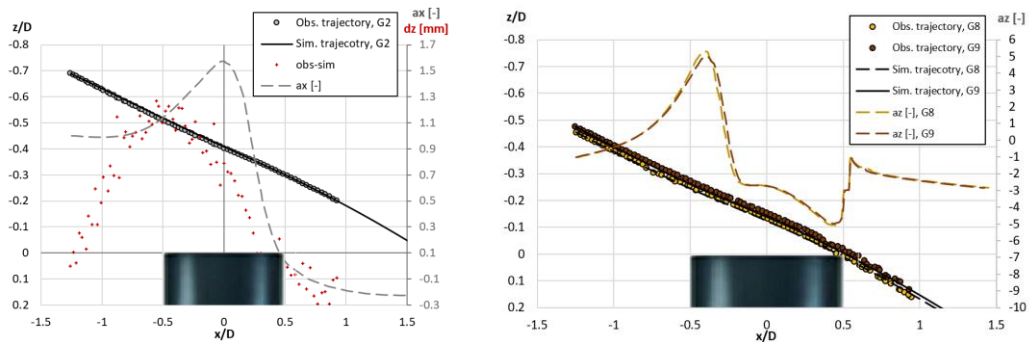 z/D
ax [-]
dz [mm]
-0.8
-0.7
-0.6
-0.5
-0.4
-0.3
-0.2
-0.1
0
0.1
0.2
1.7
1.5
1.3
1.1
0.9
0.7
0.5
0.3
0.1
-0.1
-0.3
Obs. trajectory, G2
Sim. trajecotry, G2
obs-sim
ax [-]
-1.5 -1 -0.5 0 0.5 1 1.5
x/D
z/D
az [-]
-0.8
-0.7
-0.6
-0.5
-0.4
-0.3
-0.2
-0.1
0
0.1
0.2
6
5
4
3
2
1
0
-1
-2
-3
-4
-5
-6
-7
-8
-9
-10
Obs. trajectory, G8
Obs. trajectory, G9
Sim. trajectory, G8
Sim. trajectory, G9
az [-], G8
az [-], G9
-1.5 -1 -0.5 0 0.5 1 1.5
x/D